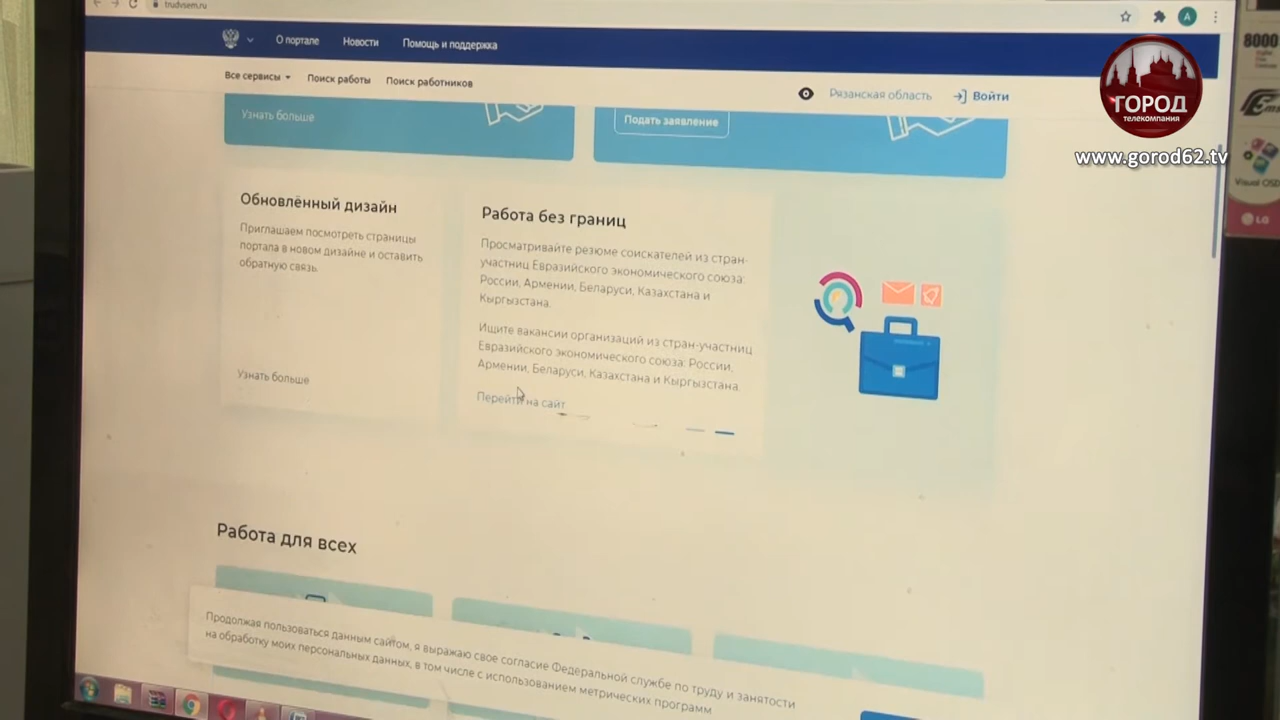 trudvsem.ru
О портале
Новости
Помощь и поддержка
8000
ГОРОД
телекомпания
www.gorod62.tv
Visual OSD
LG
Все сервисы
Поиск работы
Поиск работников
Рязанская область
Войти
Узнать больше
Подать заявление
Обновлённый дизайн
Приглашаем посмотреть страницы
портала в новом дизайне и оставить
обратную связь.
Узнать больше
Работа без границ
Просматривайте резюме соискателей из стран-
участниц Евразийского экономического союза:
России, Армении, Беларуси, Казахстана и
Кыргызстана.
Ищите вакансии организаций из стран-участниц
Евразийского экономического союза: России,
Армении, Беларуси, Казахстана и Кыргызстана.
Перейти на сайт
Работа для всех
Продолжая пользоваться данным сайтом, я выражаю свое согласие Федеральной службе по труду и занятости
на обработку моих персональных данных, в том числе с использованием метрических программ